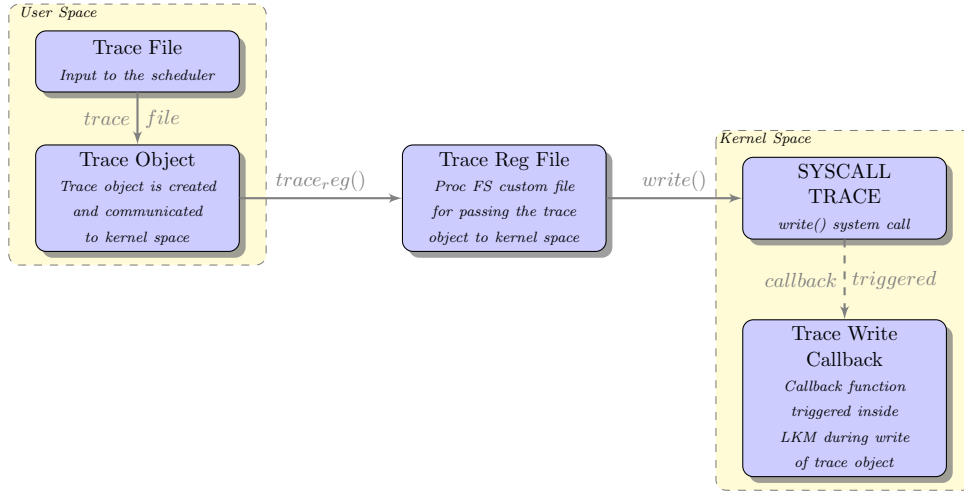 User Space
Trace File
Input to the scheduler
trace file
Trace Object
Trace object is created
and communicated
to kernel space
trace_reg()
Trace Reg File
Proc FS custom file
for passing the trace
object to kernel space
write()
Kernel Space
SYSCALL
TRACE
write() system call
callback triggered
Trace Write
Callback
Callback function
triggered inside
LKM during write
of trace object